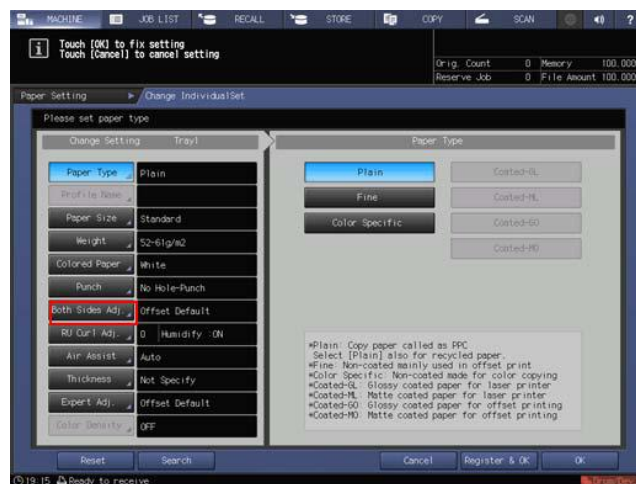 MACHINE JOB LIST RECALL STORE COPY SCAN ?
Touch [OK] to fix setting
Touch [Cancel] to cancel setting
Orig. Count 0 Memory 100.000
Reserve Job 0 File Amount 100.000
Paper Setting Change IndividualSet
Please set paper type
Change Setting Tray1
Paper Type
Paper Type Plain
Profile Name
Paper Size Standard
Weight 52-61g/m2
Colored Paper White
Punch No Hole-Punch
Both Sides Adj. Offset Default
RU Curl Adj. 0 Humidify :ON
Air Assist Auto
Thickness Not Specify
Expert Adj. Offset Default
Color Density OFF
Plain Coated-GL
Fine Coated-ML
Color Specific Coated-GO
Coated-MO
*Plain: Copy paper called as PPC
Select [Plain] also for recycled paper.
*Fine: Non-coated mainly used in offset print
*Color Specific: Non-coated made for color copying
*Coated-GL: Glossy coated paper for laser printer
*Coated-ML: Matte coated paper for laser printer
*Coated-GO: Glossy coated paper for offset printing
*Coated-MO: Matte coated paper for offset printing
Reset Search Cancel Register & OK OK
19:15 Ready to receive